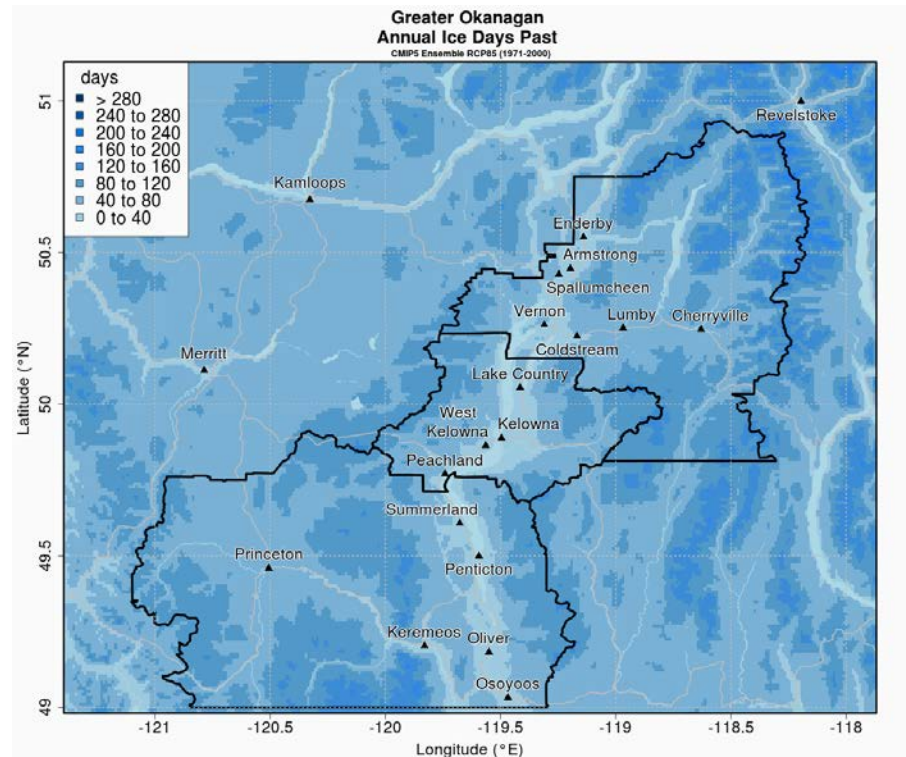 Greater Okanagan
Annual Ice Days Past
CMIP5 Ensemble RCP85 (1971-2000)
days
> 280
240 to 280
200 to 240
160 to 200
120 to 160
80 to 120
40 to 80
0 to 40
Revelstoke
Kamloops
Enderby
Armstrong
Spallumcheen
Vernon
Lumby
Cherryville
Coldstream
Merritt
Lake Country
West
Kelowna
Kelowna
Peachland
Summerland
Princeton
Penticton
Keremeos
Oliver
Osoyoos
51
50.5
50
49.5
49
Latitude (°N)
-121
-120.5
-120
-119.5
-119
-118.5
-118
Longitude (°E)